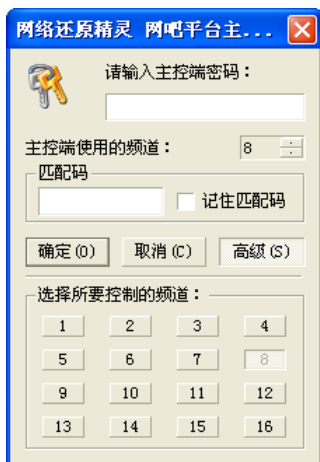 网络还原精灵 网吧平台主...
请输入主控端密码：
主控端使用的频道： 8
匹配码
记住匹配码
确定(O) 取消(C) 高级(S)
选择所要控制的频道：
1 2 3 4
5 6 7 8
9 10 11 12
13 14 15 16